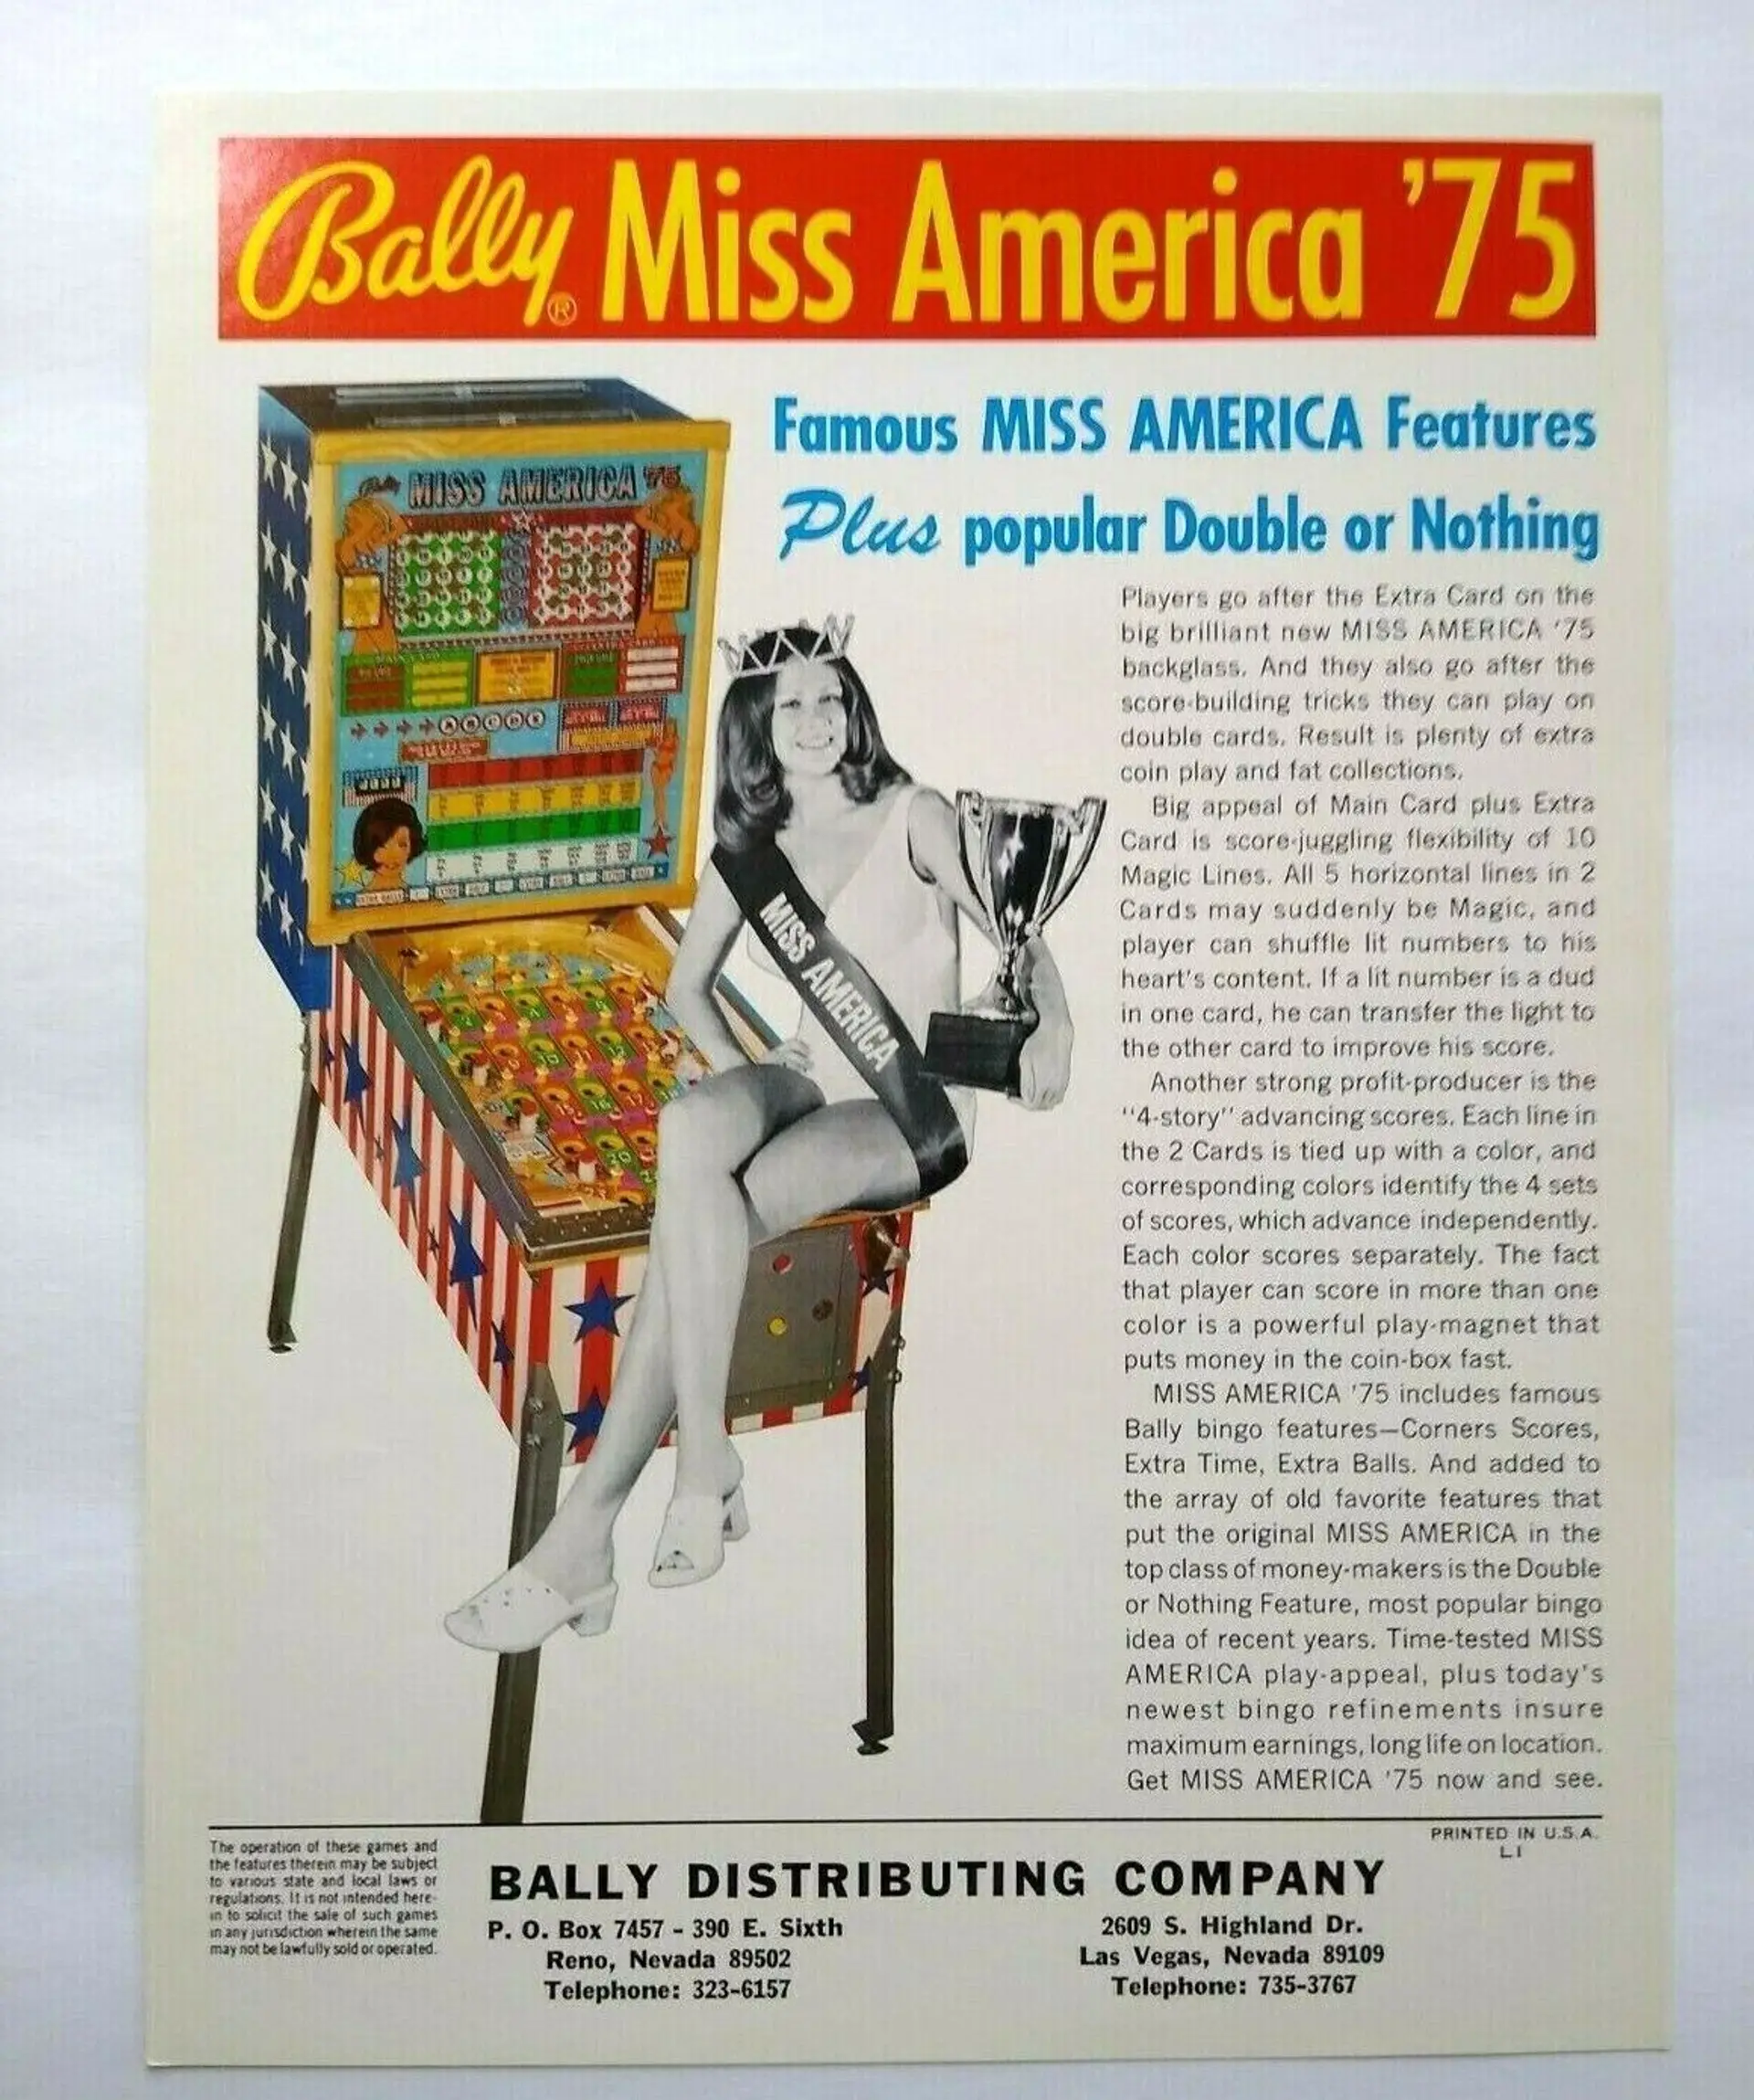 Bally® Miss America '75
Famous MISS AMERICA Features
Plus popular Double or Nothing
Bally MISS AMERICA '75
MISS AMERICA
Players go after the Extra Card on the
big brilliant new MISS AMERICA '75
backglass. And they also go after the
score-building tricks they can play on
double cards. Result is plenty of extra
coin play and fat collections.
Big appeal of Main Card plus Extra
Card is score-juggling flexibility of 10
Magic Lines. All 5 horizontal lines in 2
Cards may suddenly be Magic, and
player can shuffle lit numbers to his
heart's content. If a lit number is a dud
in one card, he can transfer the light to
the other card to improve his score.
Another strong profit-producer is the
"4-story" advancing scores. Each line in
the 2 Cards is tied up with a color, and
corresponding colors identify the 4 sets
of scores, which advance independently.
Each color scores separately. The fact
that player can score in more than one
color is a powerful play-magnet that
puts money in the coin-box fast.
MISS AMERICA '75 includes famous
Bally bingo features—Corners Scores,
Extra Time, Extra Balls. And added to
the array of old favorite features that
put the original MISS AMERICA in the
top class of money-makers is the Double
or Nothing Feature, most popular bingo
idea of recent years. Time-tested MISS
AMERICA play-appeal, plus today's
newest bingo refinements insure
maximum earnings, long life on location.
Get MISS AMERICA '75 now and see.
The operation of these games and
the features therein may be subject
to various state and local laws or
regulations. It is not intended here-
in to solicit the sale of such games
in any jurisdiction wherein the same
may not be lawfully sold or operated.
PRINTED IN U.S.A.
L1
BALLY DISTRIBUTING COMPANY
P. O. Box 7457 - 390 E. Sixth
Reno, Nevada 89502
Telephone: 323-6157
2609 S. Highland Dr.
Las Vegas, Nevada 89109
Telephone: 735-3767